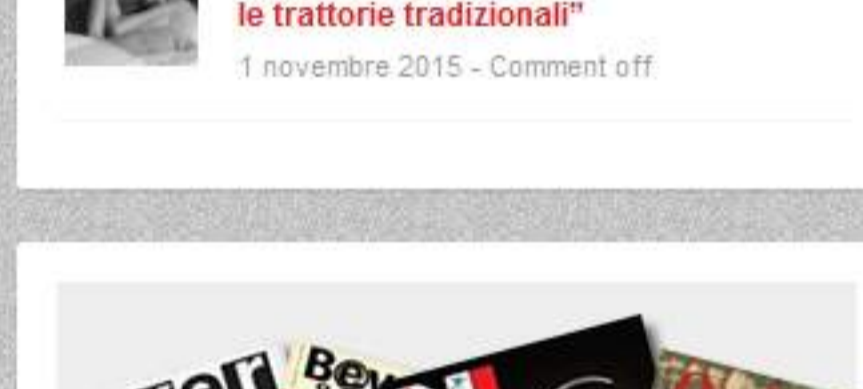 le trattorie tradizionali”
1 novembre 2015 - Comment off